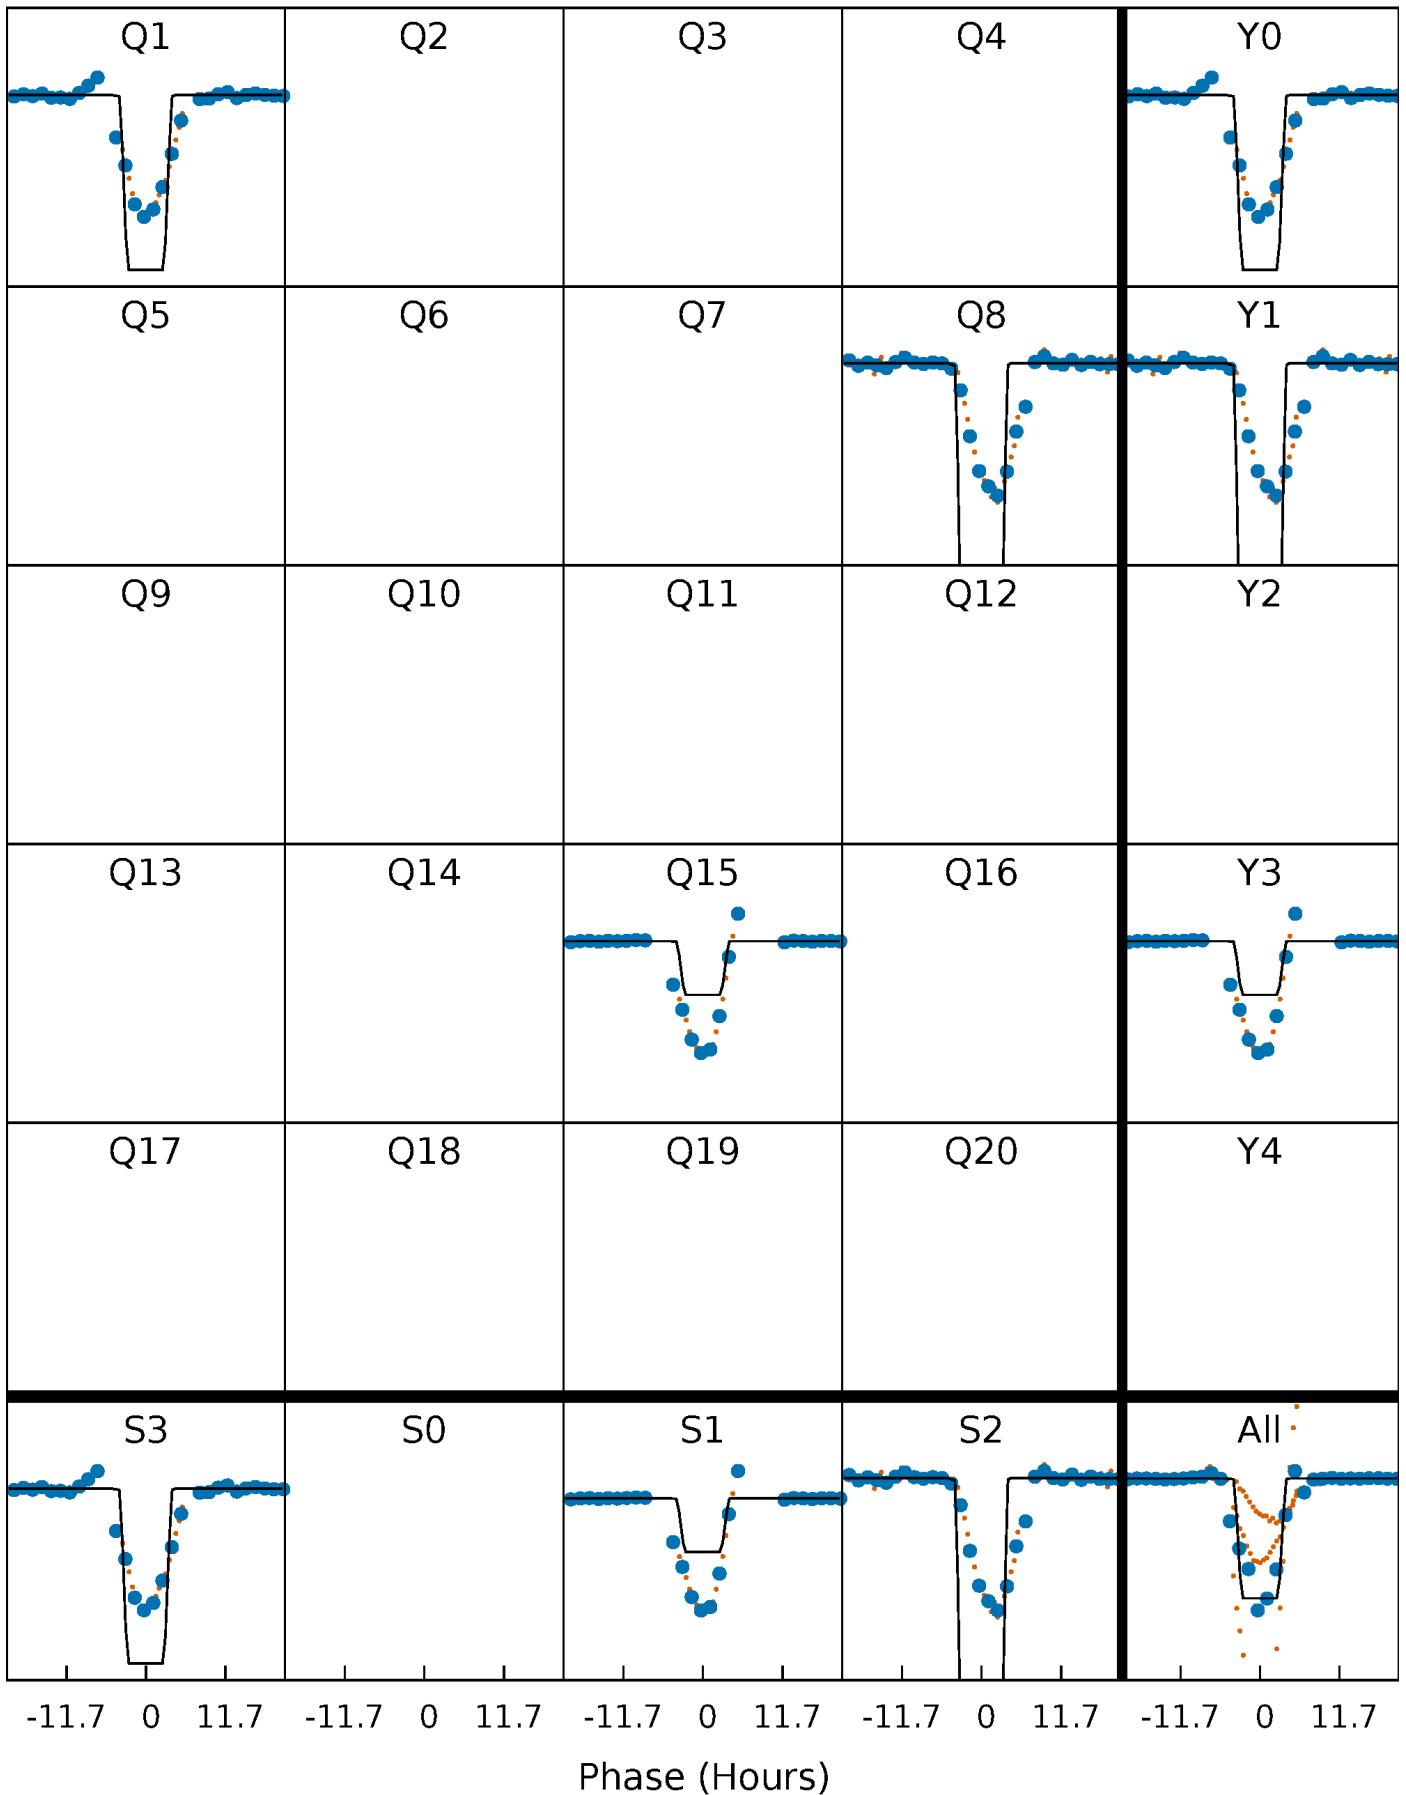 Q1 Q2 Q3 Q4 Y0
Q5 Q6 Q7 Q8 Y1
Q9 Q10 Q11 Q12 Y2
Q13 Q14 Q15 Q16 Y3
Q17 Q18 Q19 Q20 Y4
S3 S0 S1 S2 All
-11.7 0 11.7 -11.7 0 11.7 -11.7 0 11.7 -11.7 0 11.7 -11.7 0 11.7
Phase (Hours)